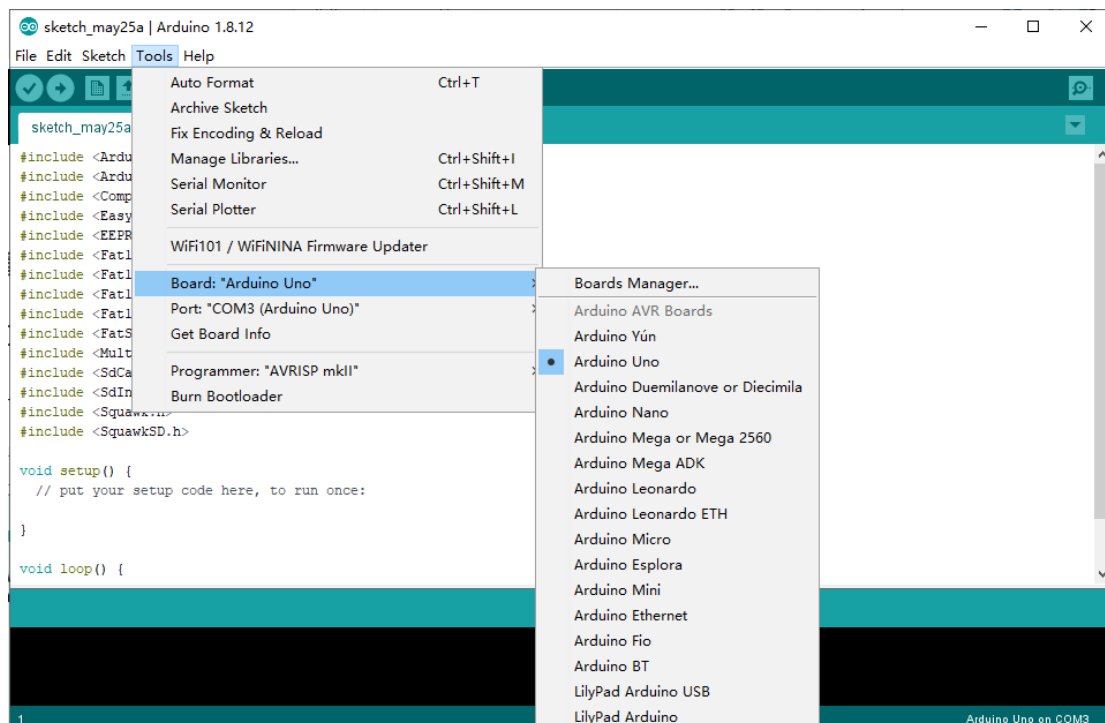 sketch_may25a | Arduino 1.8.12
File Edit Sketch Tools Help
Auto Format Ctrl+T
Archive Sketch
Fix Encoding & Reload
Manage Libraries... Ctrl+Shift+I
Serial Monitor Ctrl+Shift+M
Serial Plotter Ctrl+Shift+L
WiFi101 / WiFiNINA Firmware Updater
Board: "Arduino Uno"
Port: "COM3 (Arduino Uno)"
Get Board Info
Programmer: "AVRISP mkII"
Burn Bootloader
Boards Manager...
Arduino AVR Boards
Arduino Yún
Arduino Uno
Arduino Duemilanove or Diecimila
Arduino Nano
Arduino Mega or Mega 2560
Arduino Mega ADK
Arduino Leonardo
Arduino Leonardo ETH
Arduino Micro
Arduino Esplora
Arduino Mini
Arduino Ethernet
Arduino Fio
Arduino BT
LilyPad Arduino USB
LilyPad Arduino
sketch_may25a
#include <Ardu
#include <Ardu
#include <Comp
#include <Easy
#include <EEPR
#include <Fatl
#include <Fatl
#include <Fatl
#include <Fatl
#include <FatS
#include <Mult
#include <SdCa
#include <SdIn
#include <Squawk.h>
#include <SquawkSD.h>
void setup() {
// put your setup code here, to run once:
}
void loop() {
1
Arduino Uno on COM3